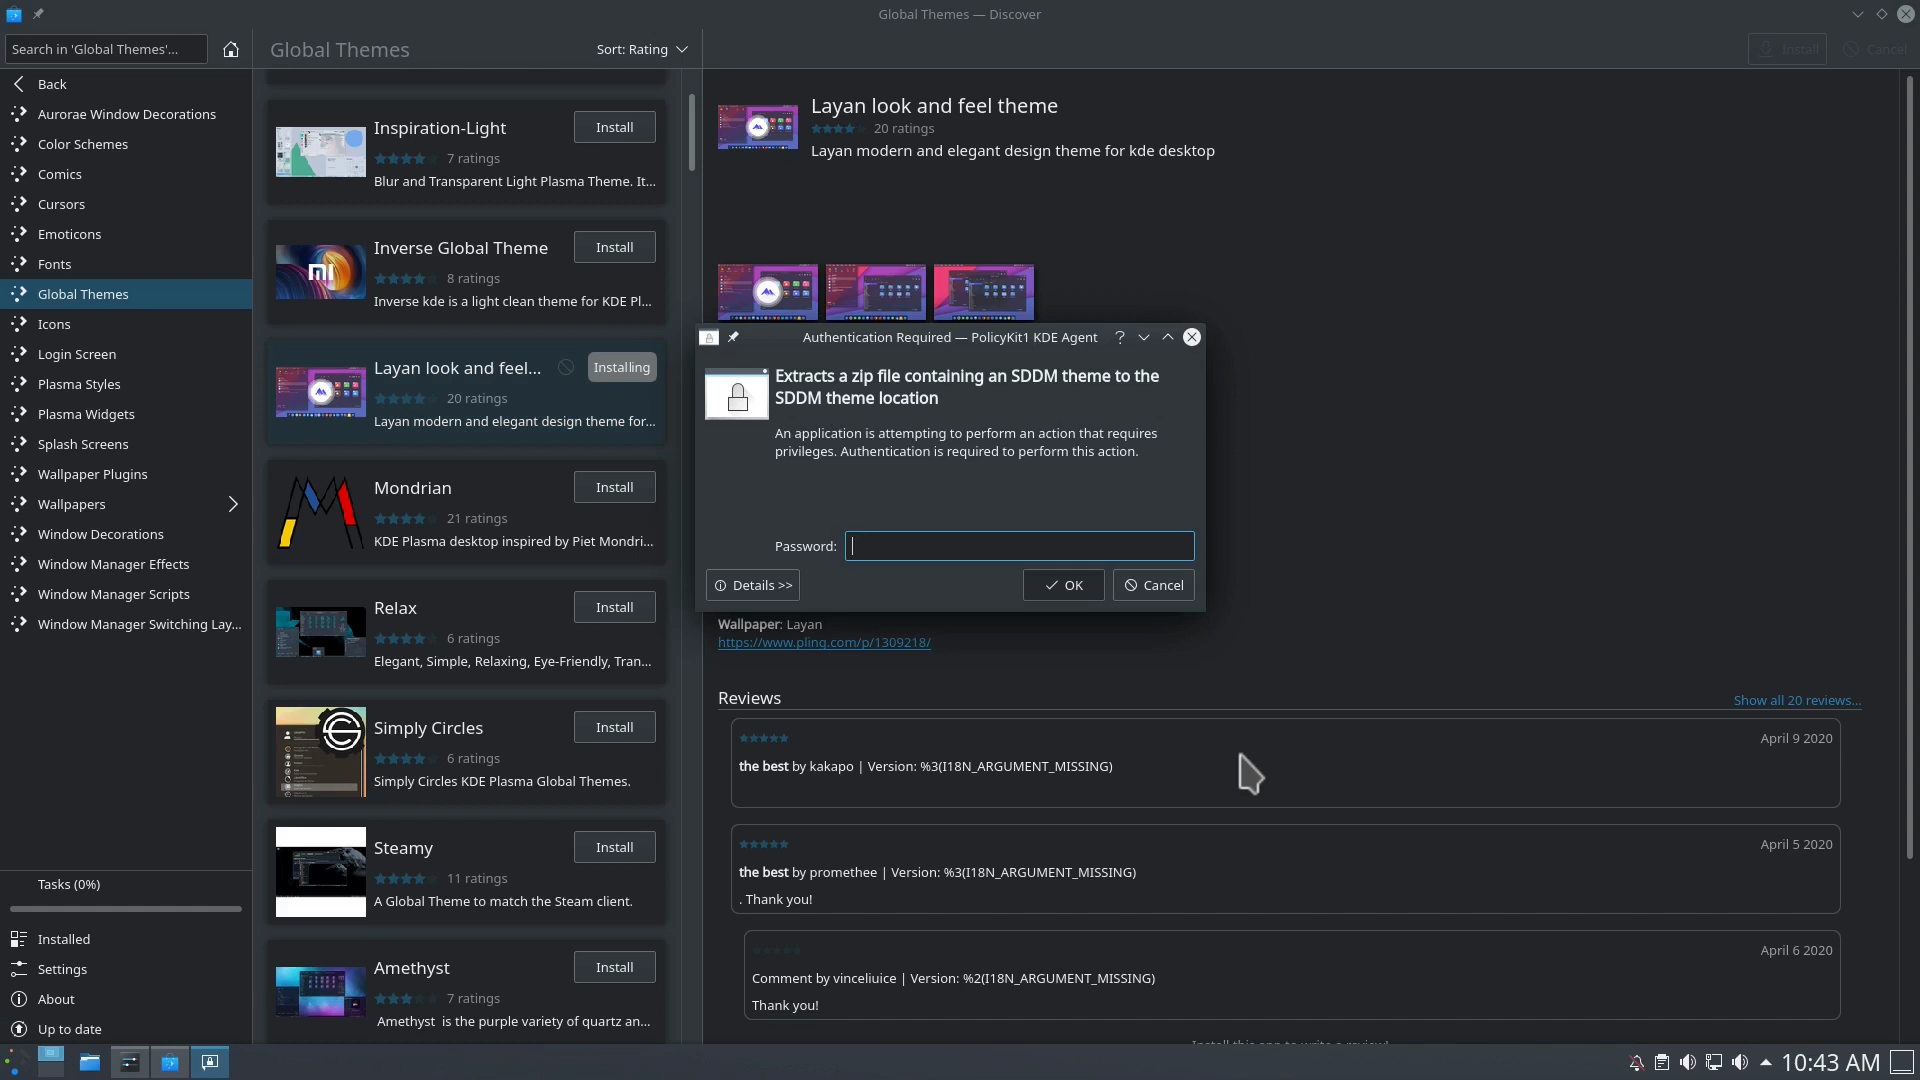 Global Themes — Discover
Search in 'Global Themes'...
Global Themes
Sort: Rating
Install
Cancel
Back
Aurorae Window Decorations
Color Schemes
Comics
Cursors
Emoticons
Fonts
Global Themes
Icons
Login Screen
Plasma Styles
Plasma Widgets
Splash Screens
Wallpaper Plugins
Wallpapers
Window Decorations
Window Manager Effects
Window Manager Scripts
Window Manager Switching Lay...
Tasks (0%)
Installed
Settings
About
Up to date
Inspiration-Light
Install
7 ratings
Blur and Transparent Light Plasma Theme. It...
Inverse Global Theme
Install
8 ratings
Inverse kde is a light clean theme for KDE Pl...
Layan look and feel...
Installing
20 ratings
Layan modern and elegant design theme for...
Mondrian
Install
21 ratings
KDE Plasma desktop inspired by Piet Mondri...
Relax
Install
6 ratings
Elegant, Simple, Relaxing, Eye-Friendly, Tran...
Simply Circles
Install
6 ratings
Simply Circles KDE Plasma Global Themes.
Steamy
Install
11 ratings
A Global Theme to match the Steam client.
Amethyst
Install
7 ratings
Amethyst is the purple variety of quartz an...
Layan look and feel theme
20 ratings
Layan modern and elegant design theme for kde desktop
Authentication Required — PolicyKit1 KDE Agent
Extracts a zip file containing an SDDM theme to the
SDDM theme location
An application is attempting to perform an action that requires
privileges. Authentication is required to perform this action.
Password:
Details >>
OK
Cancel
Wallpaper: Layan
https://www.pling.com/p/1309218/
Reviews
Show all 20 reviews...
April 9 2020
the best by kakapo | Version: %3(I18N_ARGUMENT_MISSING)
April 5 2020
the best by promethee | Version: %3(I18N_ARGUMENT_MISSING)
. Thank you!
April 6 2020
Comment by vinceliuice | Version: %2(I18N_ARGUMENT_MISSING)
Thank you!
Install this app to write a review!
10:43 AM